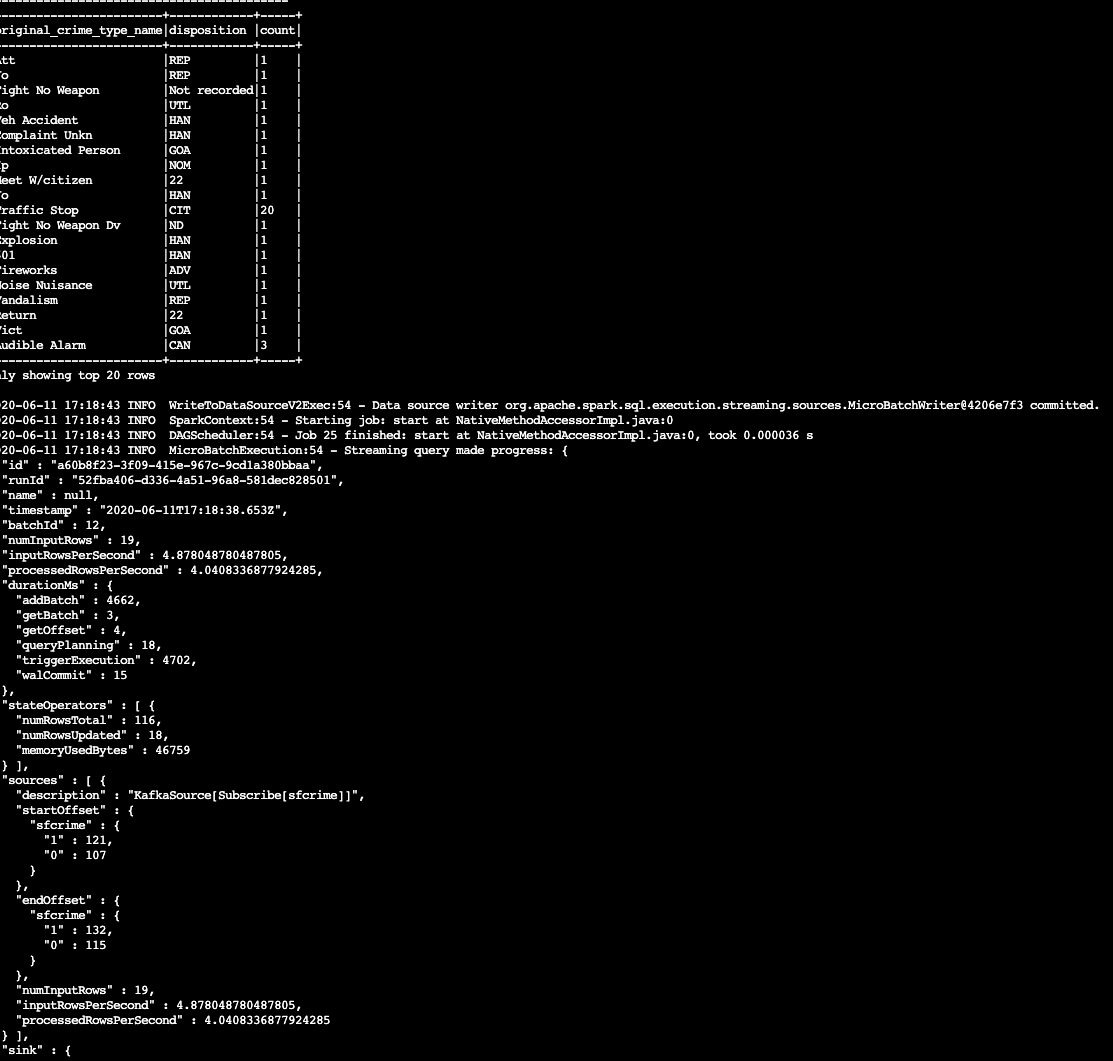 -----------------------+------------+-----+
riginal_crime_type_name|disposition |count|
-----------------------+------------+-----+
tt |REP |1 |
o |REP |1 |
ight No Weapon |Not recorded|1 |
o |UTL |1 |
eh Accident |HAN |1 |
omplaint Unkn |HAN |1 |
ntoxicated Person |GOA |1 |
p |NOM |1 |
eet W/citizen |22 |1 |
o |HAN |1 |
raffic Stop |CIT |20 |
ight No Weapon Dv |ND |1 |
xplosion |HAN |1 |
01 |HAN |1 |
ireworks |ADV |1 |
oise Nuisance |UTL |1 |
andalism |REP |1 |
eturn |22 |1 |
ict |GOA |1 |
udible Alarm |CAN |3 |
-----------------------+------------+-----+
ly showing top 20 rows
20-06-11 17:18:43 INFO WriteToDataSourceV2Exec:54 - Data source writer org.apache.spark.sql.execution.streaming.sources.MicroBatchWriter@4206e7f3 committed.
20-06-11 17:18:43 INFO SparkContext:54 - Starting job: start at NativeMethodAccessorImpl.java:0
20-06-11 17:18:43 INFO DAGScheduler:54 - Job 25 finished: start at NativeMethodAccessorImpl.java:0, took 0.000036 s
20-06-11 17:18:43 INFO MicroBatchExecution:54 - Streaming query made progress: {
"id" : "a60b8f23-3f09-415e-967c-9cd1a380bbaa",
"runId" : "52fba406-d336-4a51-96a8-581dec828501",
"name" : null,
"timestamp" : "2020-06-11T17:18:38.653Z",
"batchId" : 12,
"numInputRows" : 19,
"inputRowsPerSecond" : 4.878048780487805,
"processedRowsPerSecond" : 4.0408336877924285,
"durationMs" : {
"addBatch" : 4662,
"getBatch" : 3,
"getOffset" : 4,
"queryPlanning" : 18,
"triggerExecution" : 4702,
"walCommit" : 15
},
"stateOperators" : [ {
"numRowsTotal" : 116,
"numRowsUpdated" : 18,
"memoryUsedBytes" : 46759
} ],
"sources" : [ {
"description" : "KafkaSource[Subscribe[sfcrime]]",
"startOffset" : {
"sfcrime" : {
"1" : 121,
"0" : 107
}
},
"endOffset" : {
"sfcrime" : {
"1" : 132,
"0" : 115
}
},
"numInputRows" : 19,
"inputRowsPerSecond" : 4.878048780487805,
"processedRowsPerSecond" : 4.0408336877924285
} ],
"sink" : {